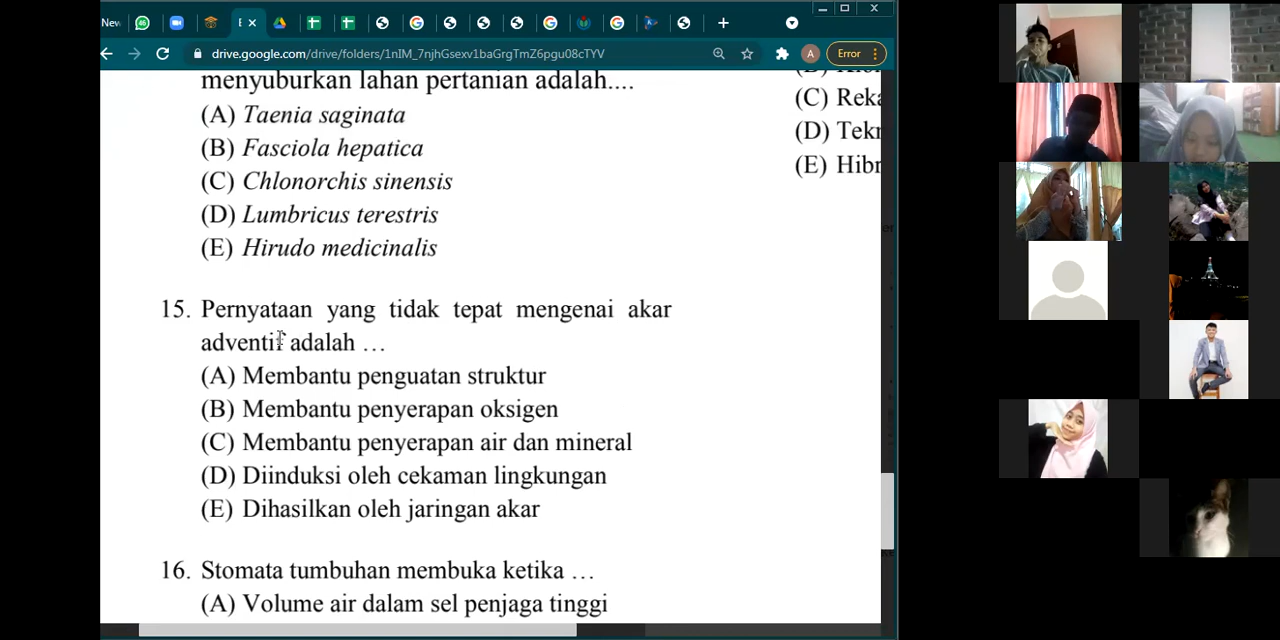 New
46
E
drive.google.com/drive/folders/1nIM_7njhGsexv1baGrgTmZ6pgu08cTYV
A
Error
menyuburkan lahan pertanian adalah....
(A) Taenia saginata
(B) Fasciola hepatica
(C) Chlonorchis sinensis
(D) Lumbricus terestris
(E) Hirudo medicinalis
15. Pernyataan yang tidak tepat mengenai akar
adventif adalah …
(A) Membantu penguatan struktur
(B) Membantu penyerapan oksigen
(C) Membantu penyerapan air dan mineral
(D) Diinduksi oleh cekaman lingkungan
(E) Dihasilkan oleh jaringan akar
16. Stomata tumbuhan membuka ketika …
(A) Volume air dalam sel penjaga tinggi
(C) Reka
(D) Tekn
(E) Hibr